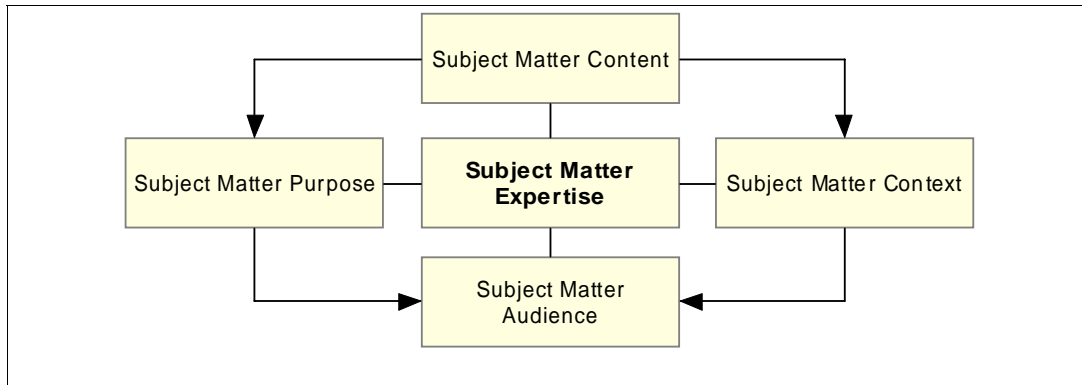 Subject Matter Content
Subject Matter Purpose
Subject Matter
Expertise
Subject Matter Context
Subject Matter
Audience